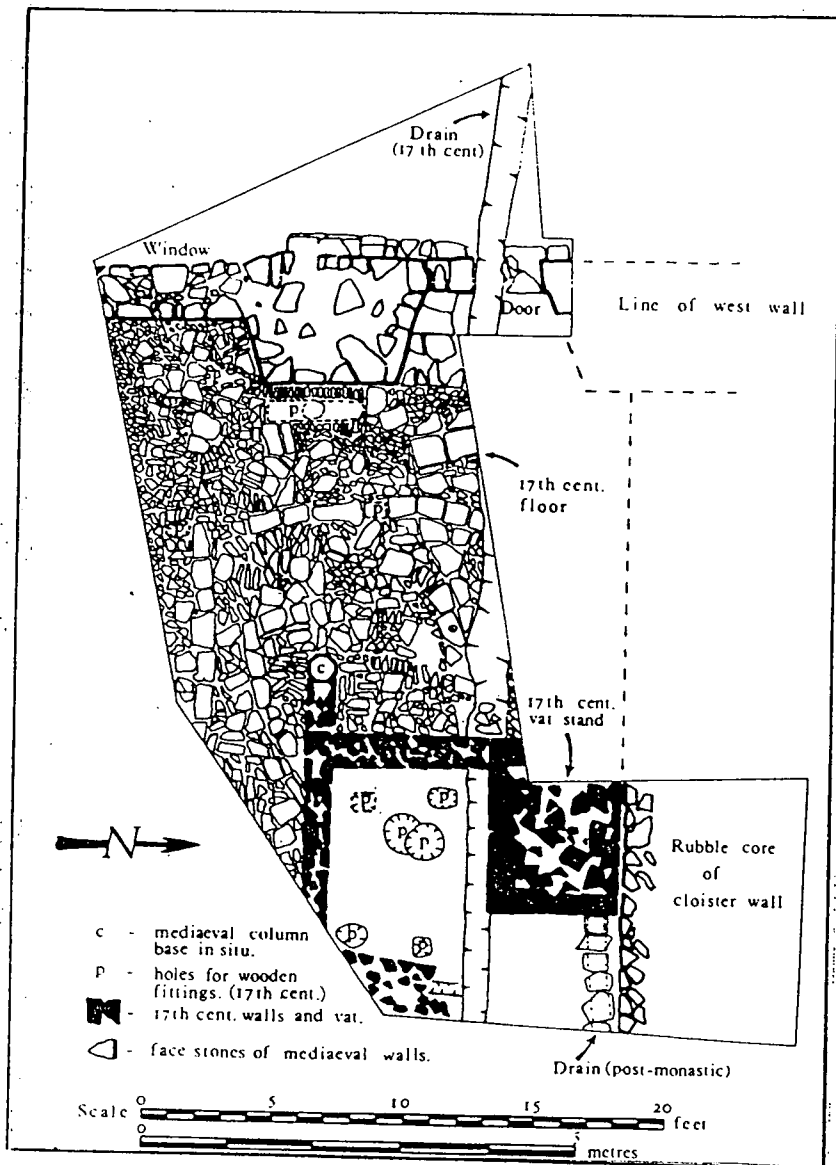 Drain
(17 th cent)
Window
Door
Line of west wall
P
P
17th cent.
floor
P
c
17th cent.
vat stand
P
P
P
P
N
Rubble core
of
cloister wall
P
P
c - mediaeval column
base in situ.
P - holes for wooden
fittings. (17th cent.)
- 17th cent. walls and vat.
- face stones of mediaeval walls.
Drain (post-monastic)
Scale
0 5 10 15 20
feet
0 5
metres